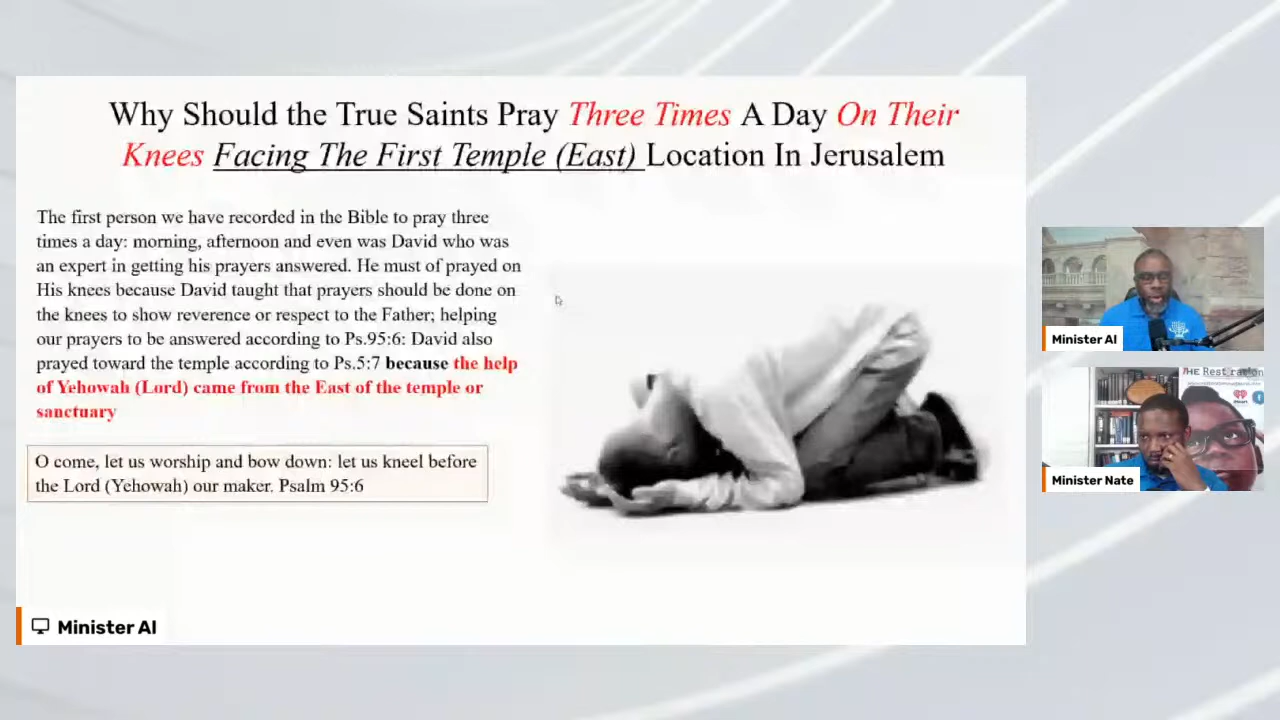 Why Should the True Saints Pray Three Times A Day On Their
Knees Facing The First Temple (East) Location In Jerusalem
The first person we have recorded in the Bible to pray three
times a day: morning, afternoon and even was David who was
an expert in getting his prayers answered. He must of prayed on
His knees because David taught that prayers should be done on
the knees to show reverence or respect to the Father; helping
our prayers to be answered according to Ps.95:6: David also
prayed toward the temple according to Ps.5:7 because the help
of Yehowah (Lord) came from the East of the temple or
sanctuary
O come, let us worship and bow down: let us kneel before
the Lord (Yehowah) our maker. Psalm 95:6
Minister Al
Minister Al
THE Restoration
iHeart
Minister Nate